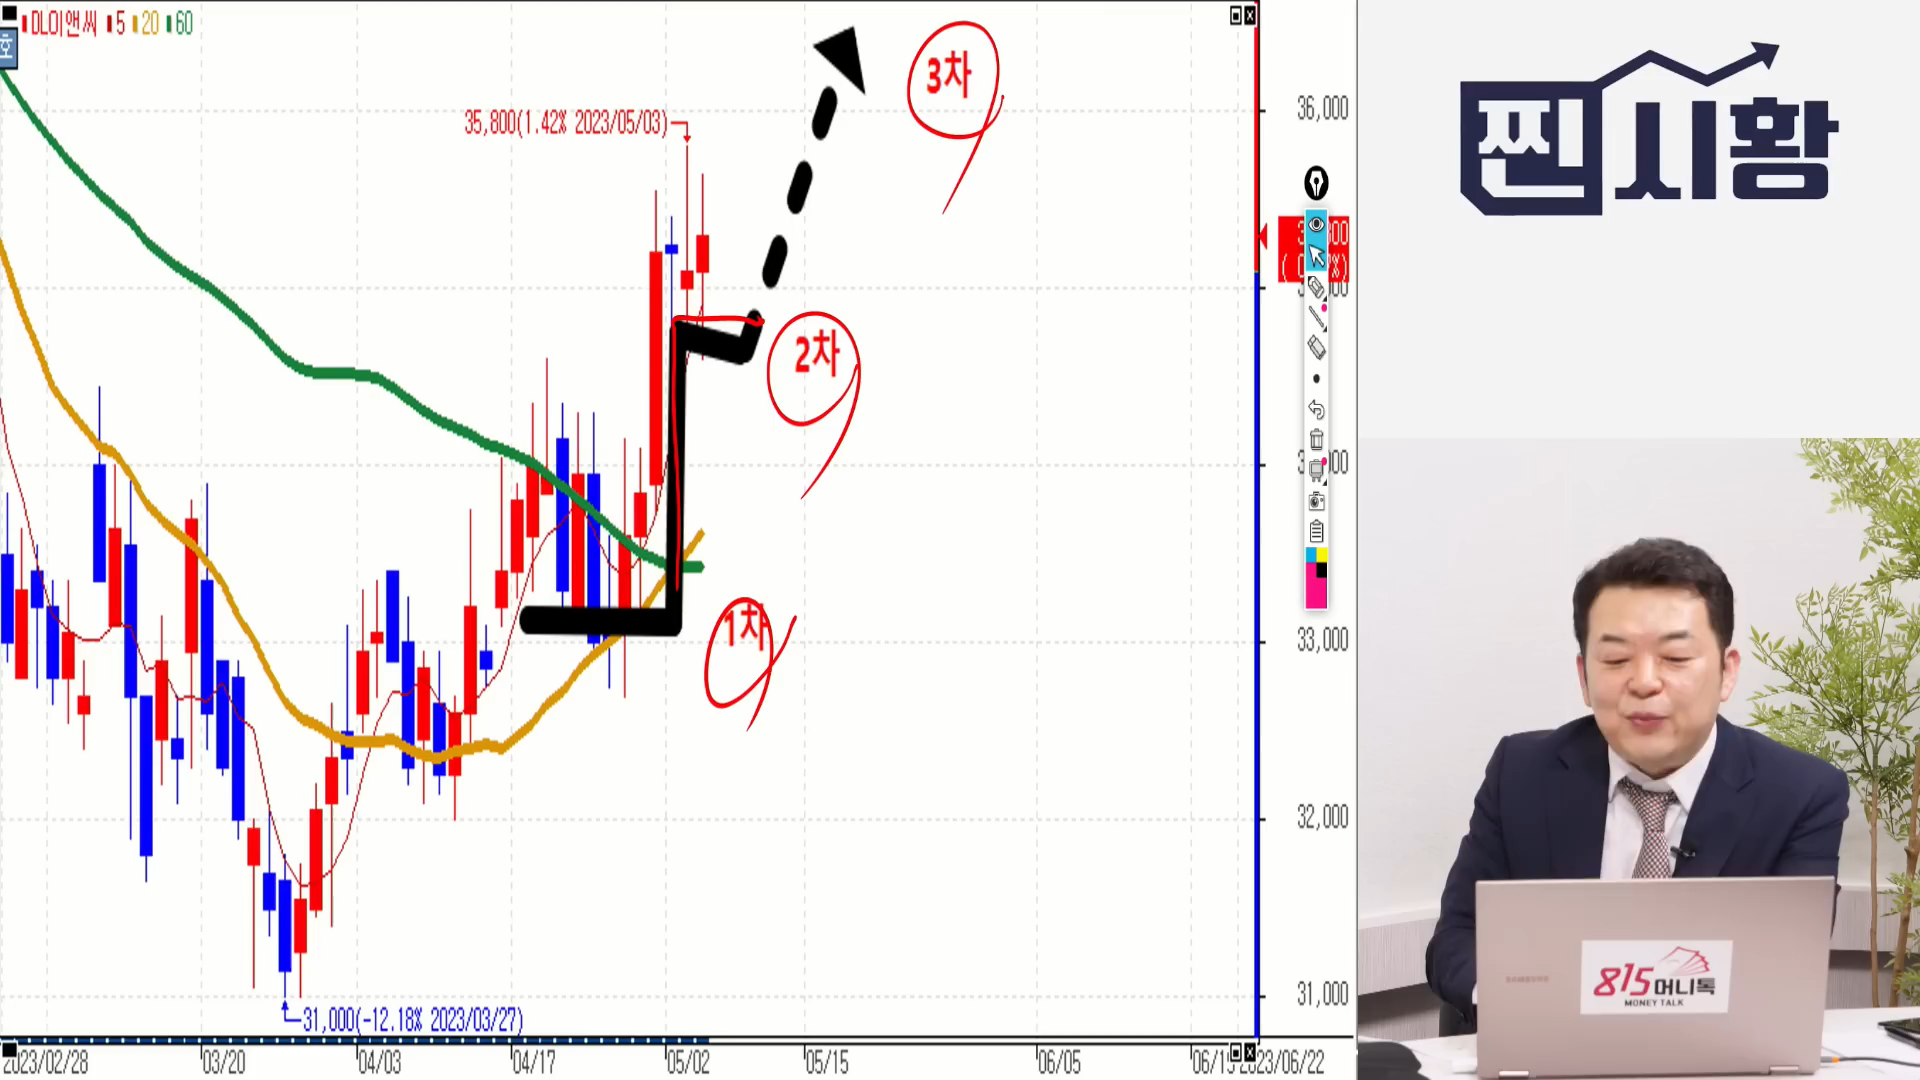 DL이앤씨 5 20 60
호
35,800(1.42% 2023/05/03)
3차
2차
1차
31,000(-12.18% 2023/03/27)
36,000
33,000
32,000
31,000
2023/02/28 03/20 04/03 04/17 05/02 05/15 06/05 2023/06/22
찐시황
SAMSUNG
815머니톡
MONEY TALK